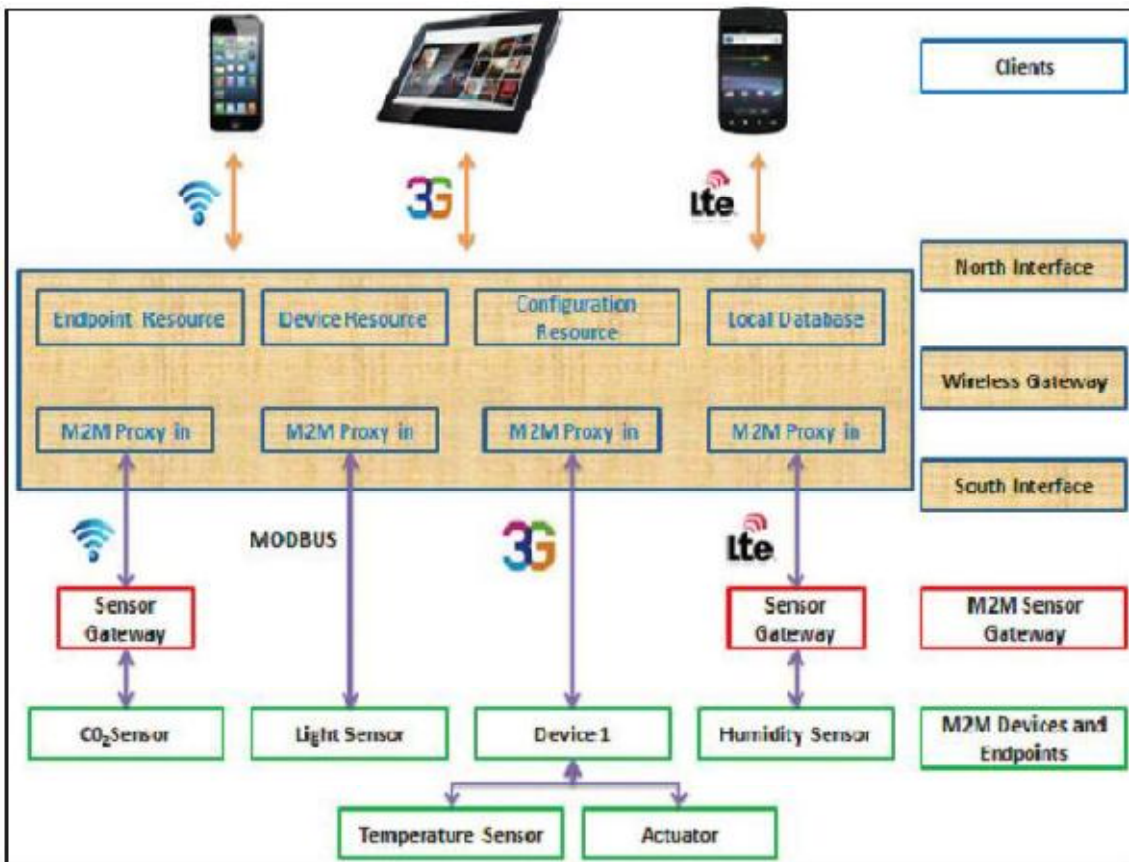 Clients
3G
Lte
North Interface
Endpoint Resource
Device Resource
Configuration
Resource
Local Database
Wireless Gateway
M2M Proxy in
M2M Proxy in
M2M Proxy in
M2M Proxy in
South Interface
MODBUS
3G
Lte
Sensor
Gateway
Sensor
Gateway
M2M Sensor
Gateway
CO₂Sensor
Light Sensor
Device 1
Humidity Sensor
M2M Devices and
Endpoints
Temperature Sensor
Actuator